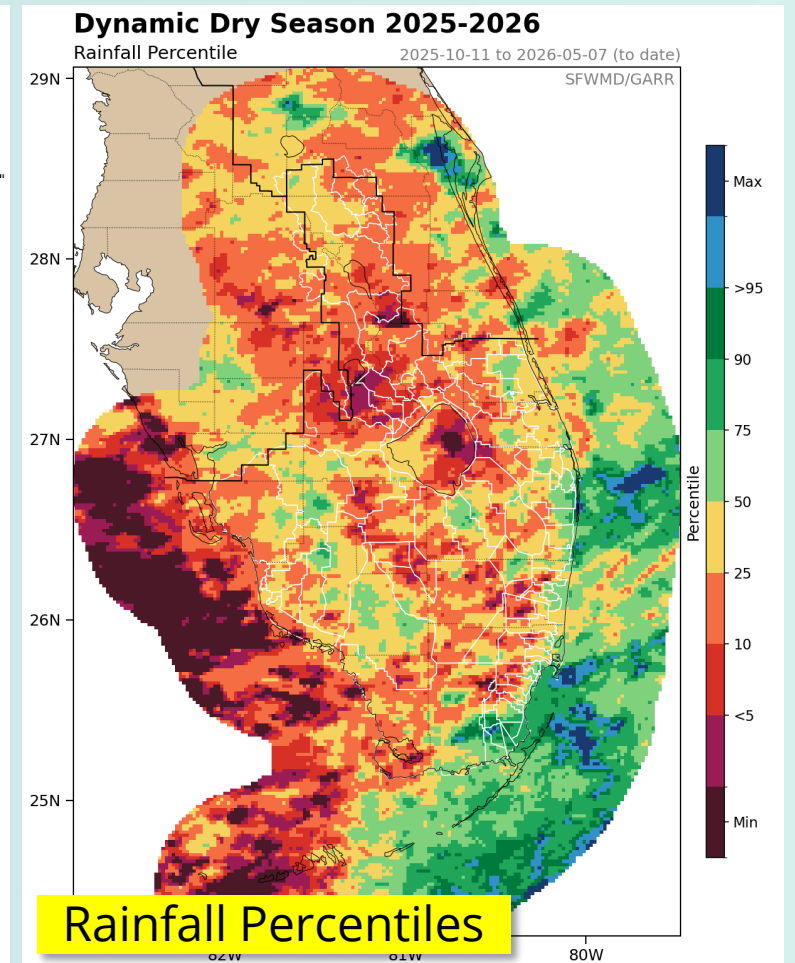 Dynamic Dry Season 2025-2026
Rainfall Percentile
2025-10-11 to 2026-05-07 (to date)
SFWMD/GARR
29N
28N
27N
26N
25N
82W
81W
80W
Max
>95
90
75
50
25
10
<5
Min
Percentile
Rainfall Percentiles
"